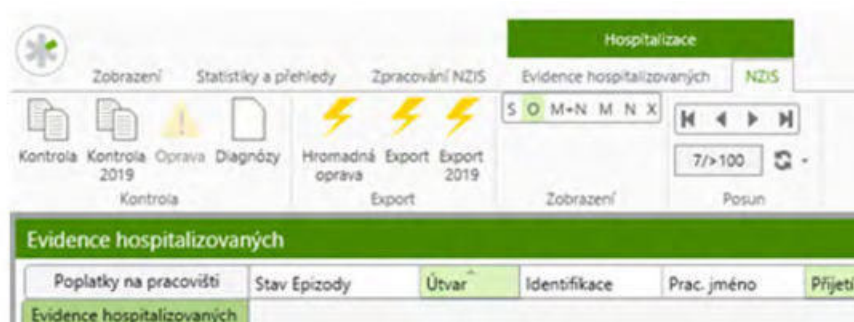 Hospitalizace
Zobrazení Statistiky a přehledy Zpracování NZIS Evidence hospitalizovaných NZIS
S O M+N M N X
Kontrola Kontrola 2019 Oprava Diagnózy Hromadná oprava Export Export 2019
7/>100
Kontrola Export Zobrazení Posun
Evidence hospitalizovaných
Poplatky na pracovišti Stav Epizody Útvar Identifikace Prac. jméno Přijetí
Evidence hospitalizovaných